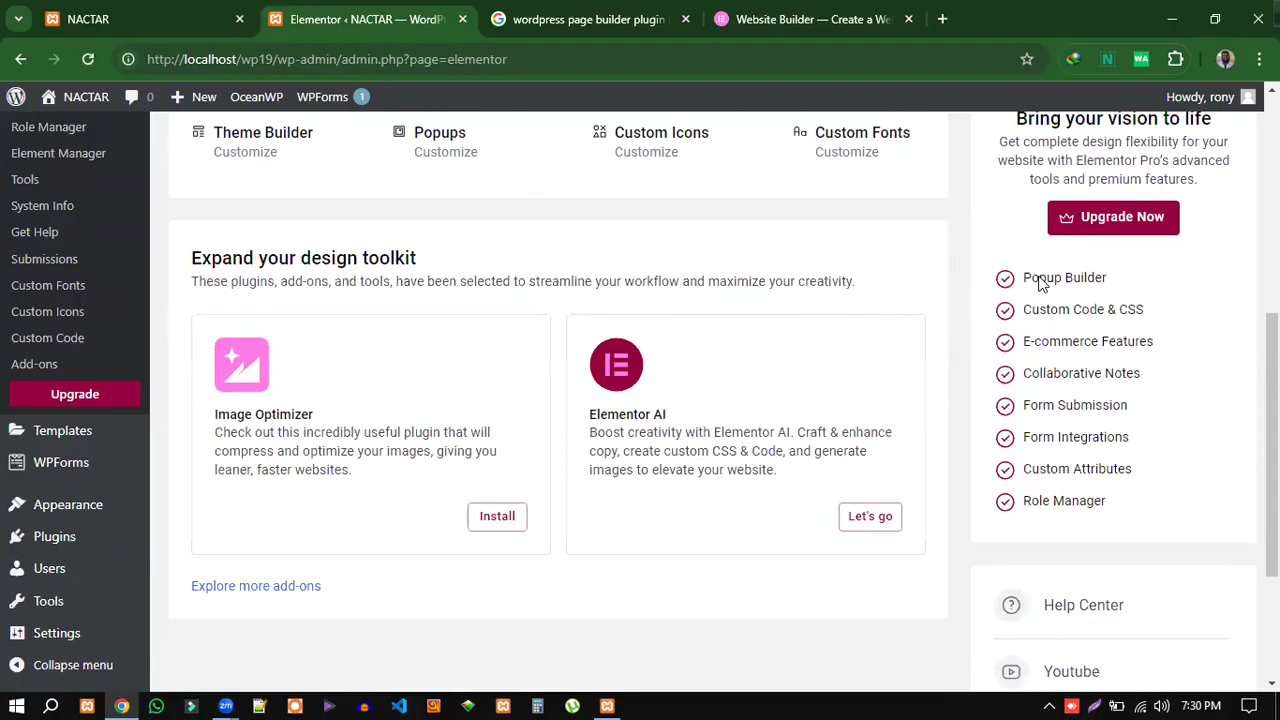 NACTAR
Elementor ‹ NACTAR — WordPr
wordpress page builder plugin
Website Builder — Create a We
http://localhost/wp19/wp-admin/admin.php?page=elementor
NACTAR
0
New
OceanWP
WPForms 1
Howdy, rony
Role Manager
Element Manager
Tools
System Info
Get Help
Submissions
Custom Fonts
Custom Icons
Custom Code
Add-ons
Upgrade
Templates
WPForms
Appearance
Plugins
Users
Tools
Settings
Collapse menu
Theme Builder
Customize
Popups
Customize
Custom Icons
Customize
Aa Custom Fonts
Customize
Expand your design toolkit
These plugins, add-ons, and tools, have been selected to streamline your workflow and maximize your creativity.
Image Optimizer
Check out this incredibly useful plugin that will
compress and optimize your images, giving you
leaner, faster websites.
Install
Elementor AI
Boost creativity with Elementor AI. Craft & enhance
copy, create custom CSS & Code, and generate
images to elevate your website.
Let's go
Explore more add-ons
Bring your vision to life
Get complete design flexibility for your
website with Elementor Pro's advanced
tools and premium features.
Upgrade Now
Popup Builder
Custom Code & CSS
E-commerce Features
Collaborative Notes
Form Submission
Form Integrations
Custom Attributes
Role Manager
Help Center
Youtube
7:30 PM